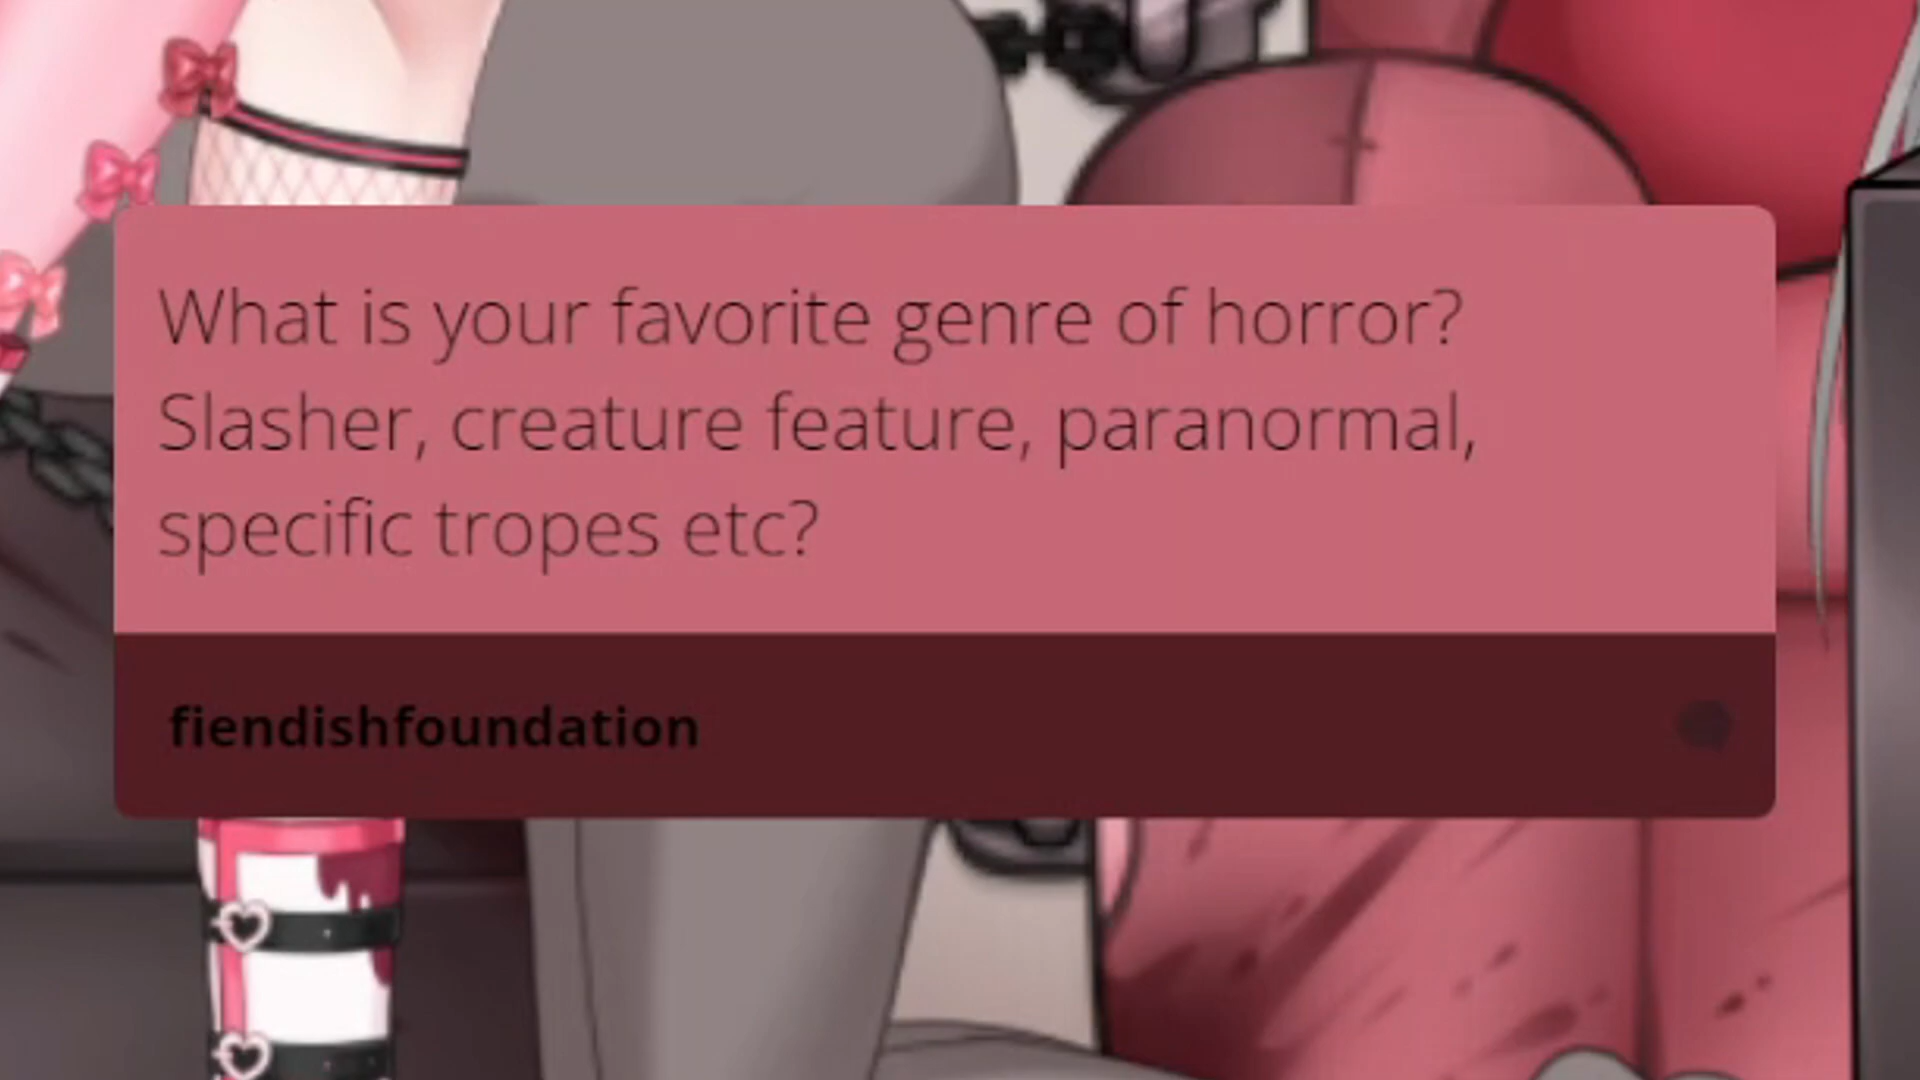 What is your favorite genre of horror?
Slasher, creature feature, paranormal,
specific tropes etc?
fiendishfoundation